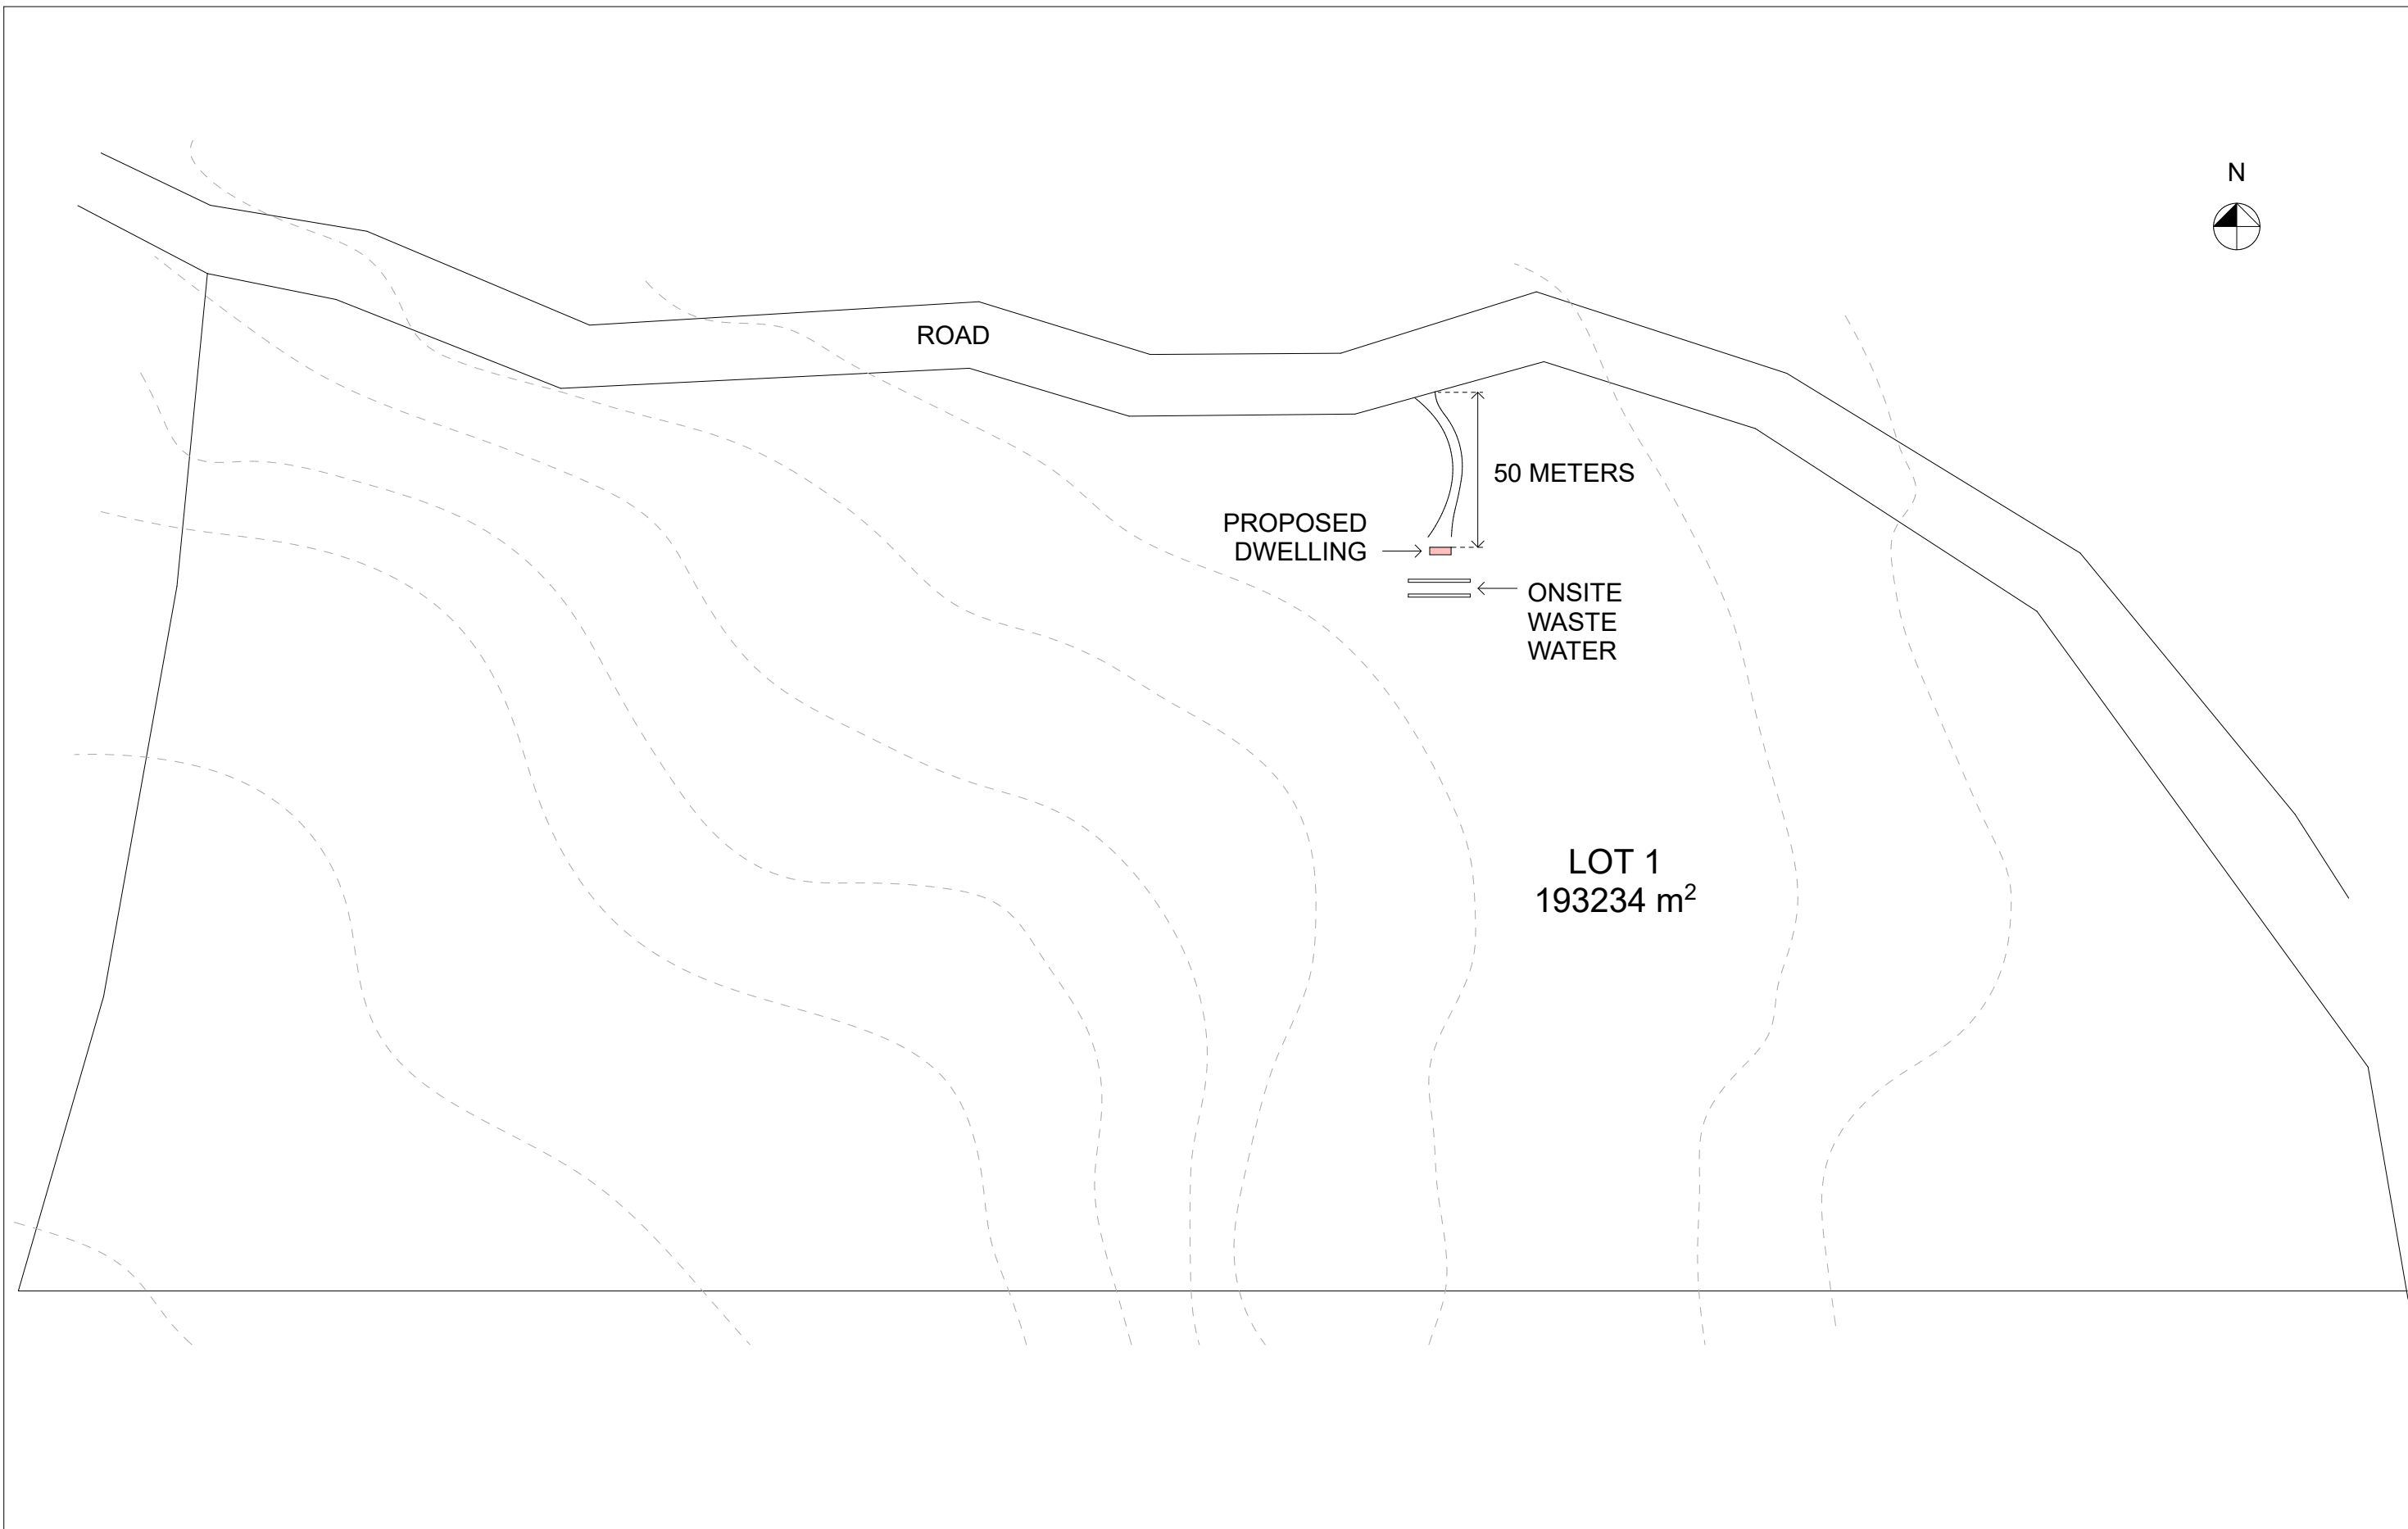 N
ROAD
50 METERS
PROPOSED
DWELLING
ONSITE
WASTE
WATER
LOT 1
193234 m²